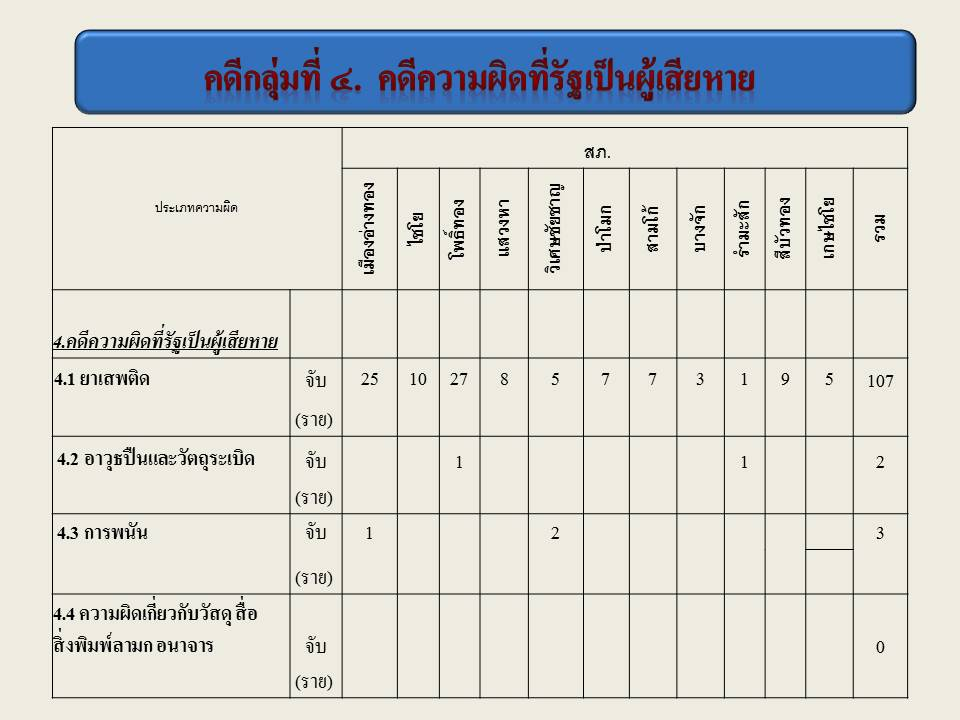 คดีกลุ่มที่ ๔. คดีความผิดที่รัฐเป็นผู้เสียหาย
ประเภทความผิด
สภ.
เมืองอ่างทอง ไชโย โพธิ์ทอง แสวงหา วิเศษชัยชาญ ป่าโมก สามโก้ บางจัก รำมะสัก สีบัวทอง เกษไชโย รวม
4.คดีความผิดที่รัฐเป็นผู้เสียหาย
4.1 ยาเสพติด จับ 25 10 27 8 5 7 7 3 1 9 5 107
(ราย)
4.2 อาวุธปืนและวัตถุระเบิด จับ 1 1 2
(ราย)
4.3 การพนัน จับ 1 2 3
(ราย)
4.4 ความผิดเกี่ยวกับวัสดุ สื่อ
สิ่งพิมพ์ลามก อนาจาร จับ 0
(ราย)